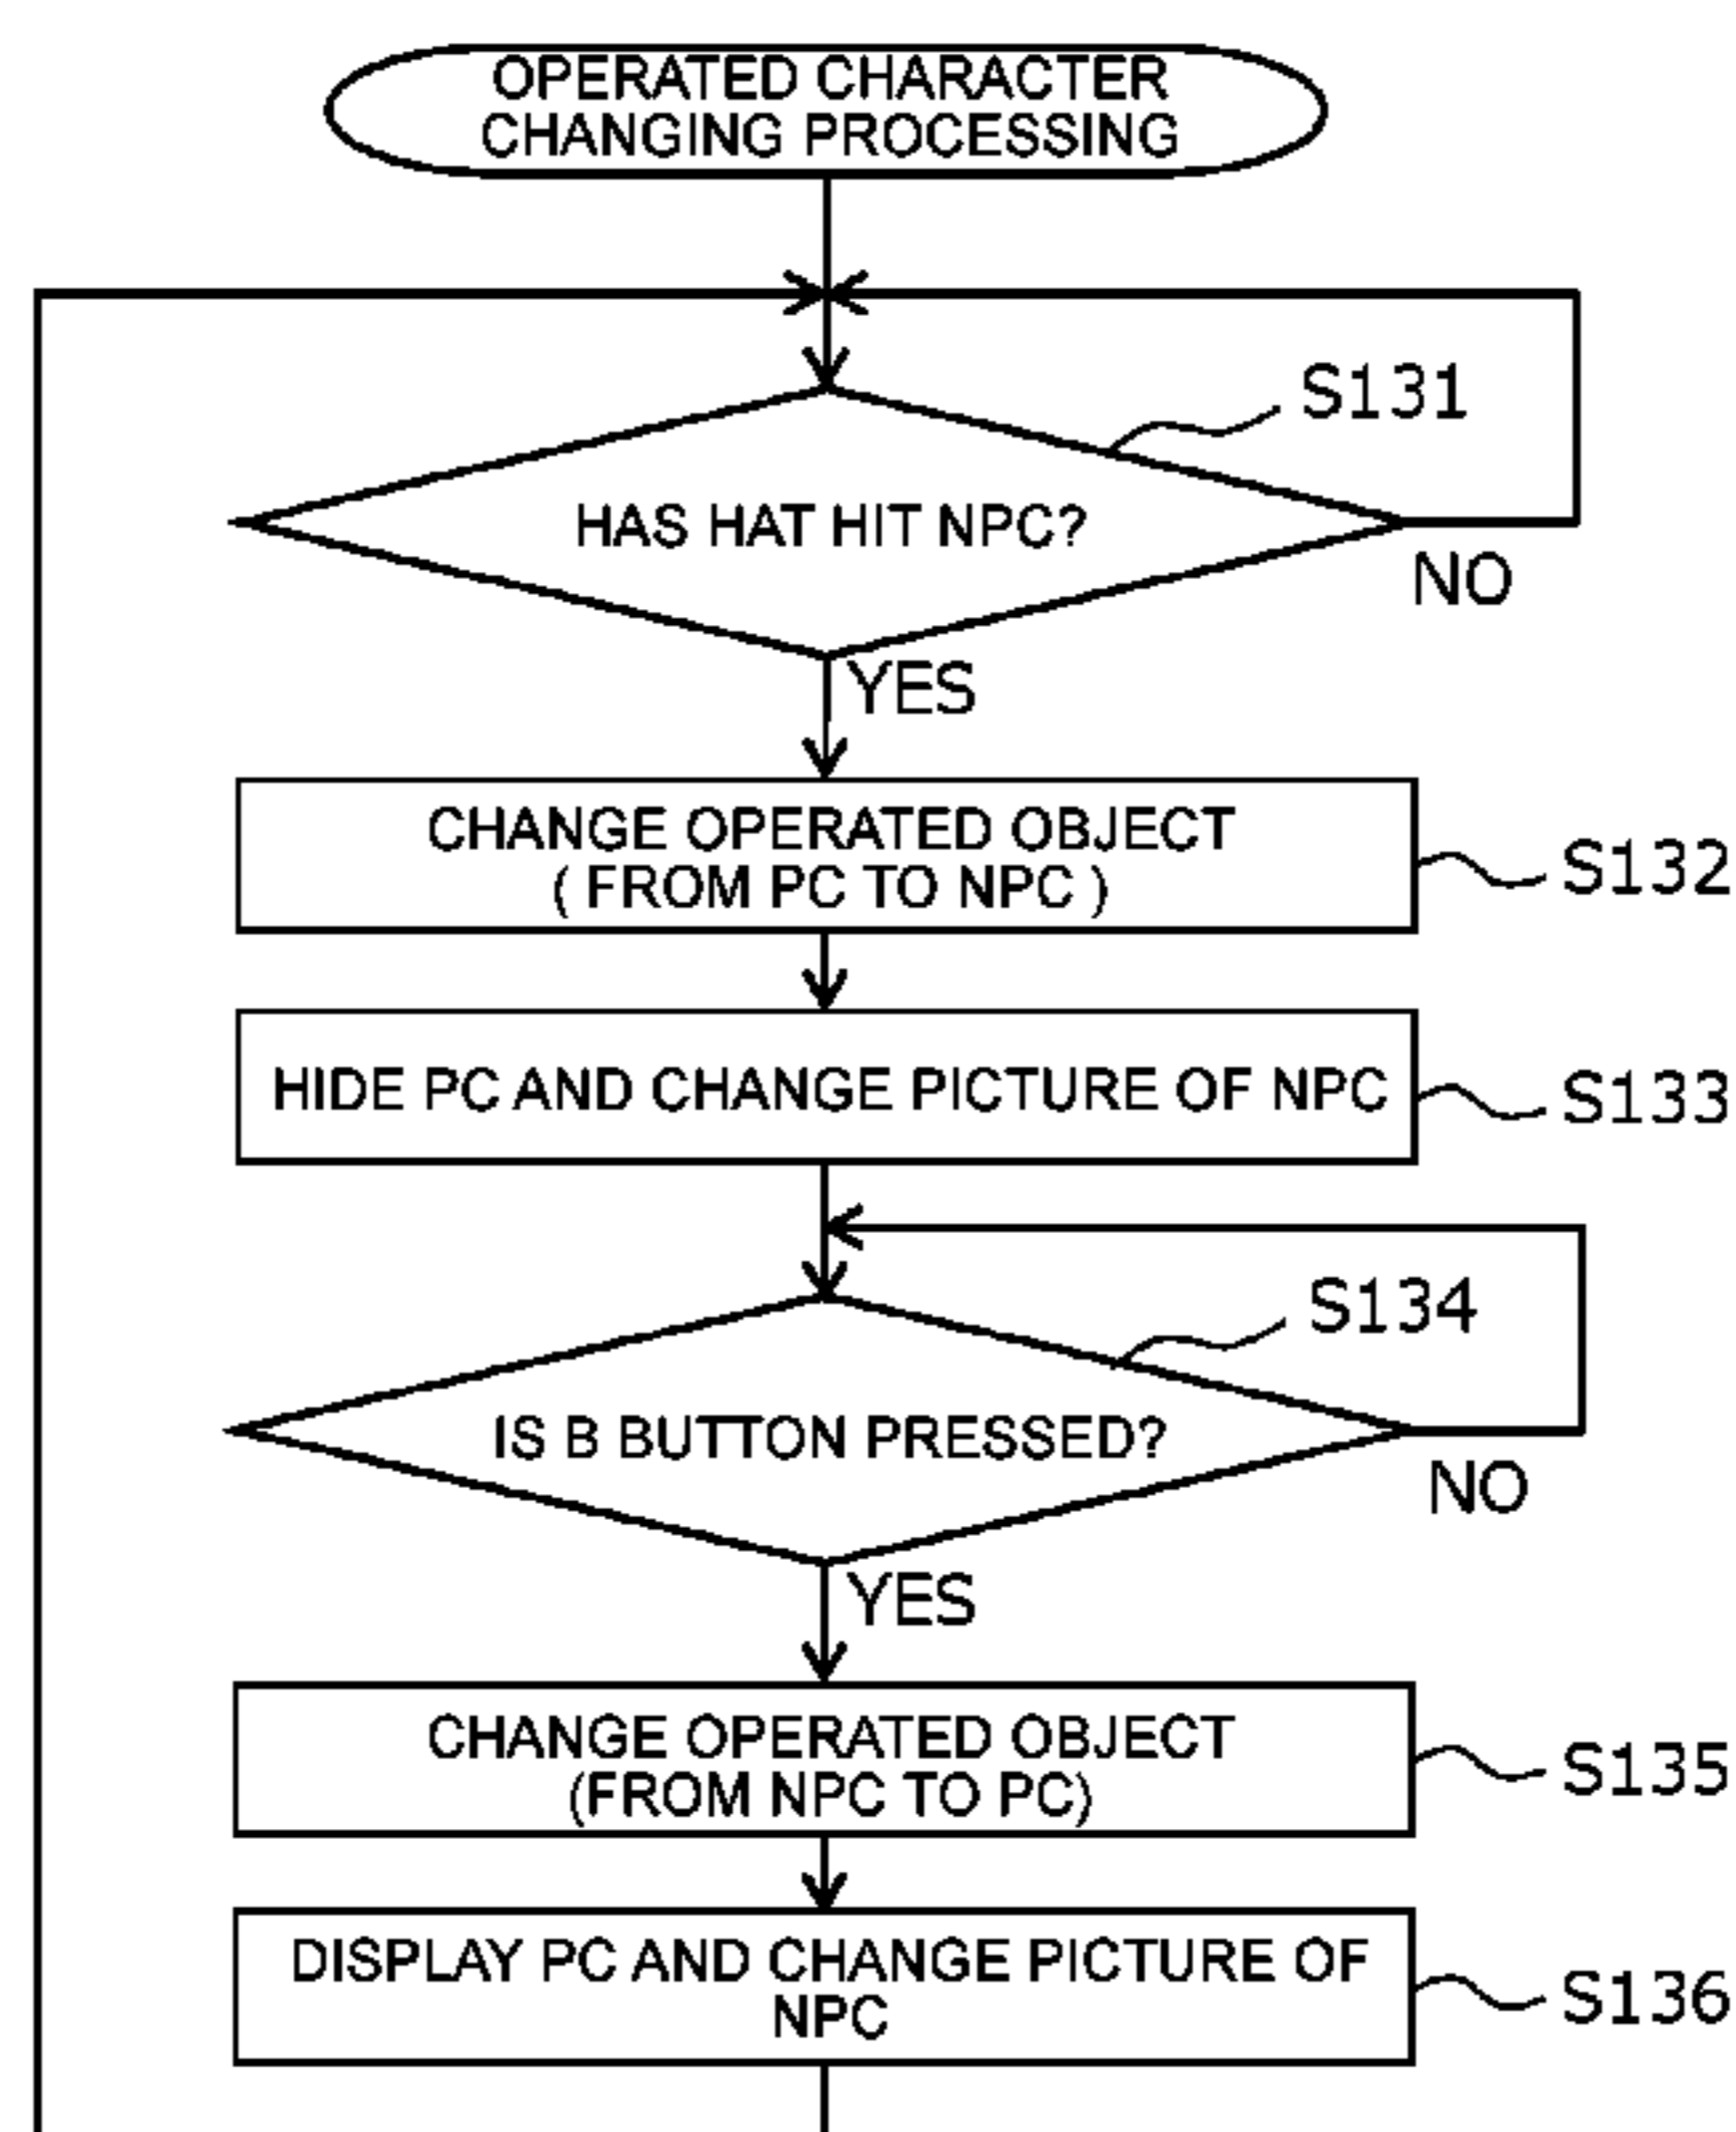 OPERATED CHARACTER
CHANGING PROCESSING
S131
HAS HAT HIT NPC?
NO
YES
CHANGE OPERATED OBJECT
( FROM PC TO NPC )
S132
HIDE PC AND CHANGE PICTURE OF NPC
S133
S134
IS B BUTTON PRESSED?
NO
YES
CHANGE OPERATED OBJECT
(FROM NPC TO PC)
S135
DISPLAY PC AND CHANGE PICTURE OF
NPC
S136